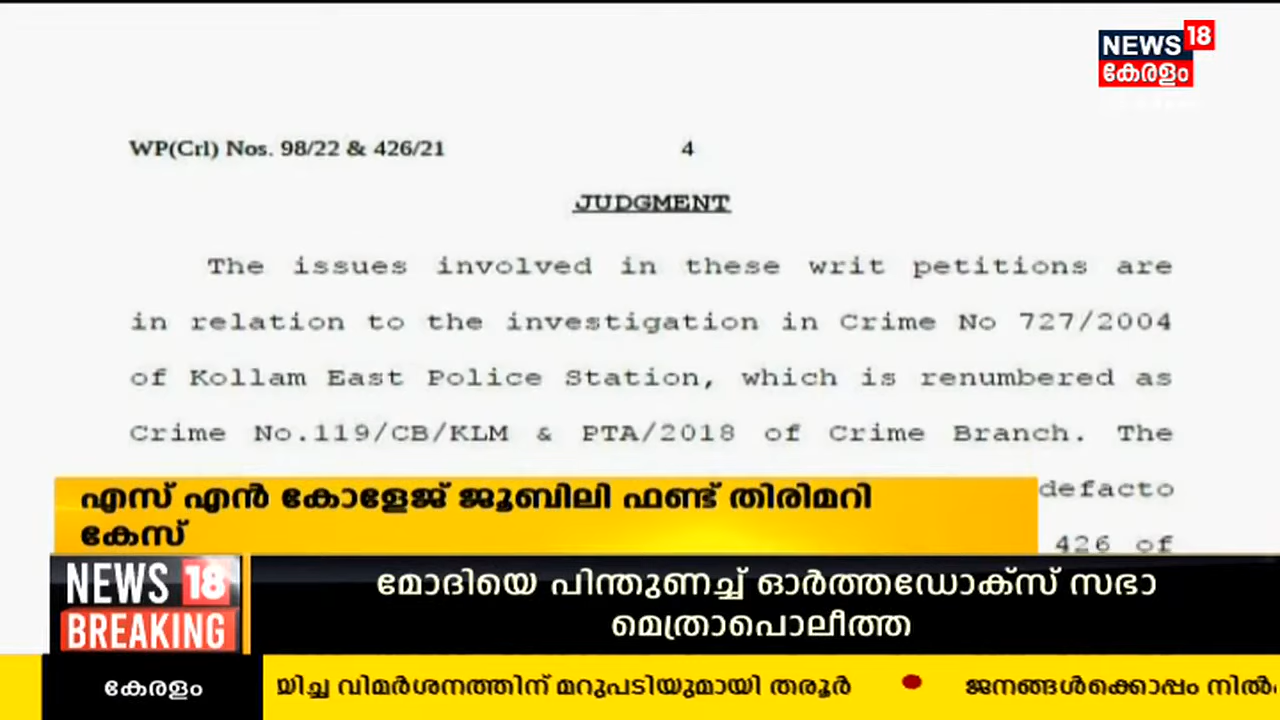 NEWS 18
കേരളം
WP(Crl) Nos. 98/22 & 426/21 4
JUDGMENT
The issues involved in these writ petitions are
in relation to the investigation in Crime No 727/2004
of Kollam East Police Station, which is renumbered as
Crime No.119/CB/KLM & PTA/2018 of Crime Branch. The
defacto
426 of
എസ് എൻ കോളേജ് ജൂബിലി ഫണ്ട് തിരിമറി
കേസ്
NEWS 18
BREAKING
മോദിയെ പിന്തുണച്ച് ഓർത്തഡോക്സ് സഭാ
മെത്രാപൊലീത്ത
കേരളം
യിച്ച വിമർശനത്തിന് മറുപടിയുമായി തരൂർ • ജനങ്ങൾക്കൊപ്പം നിൽ